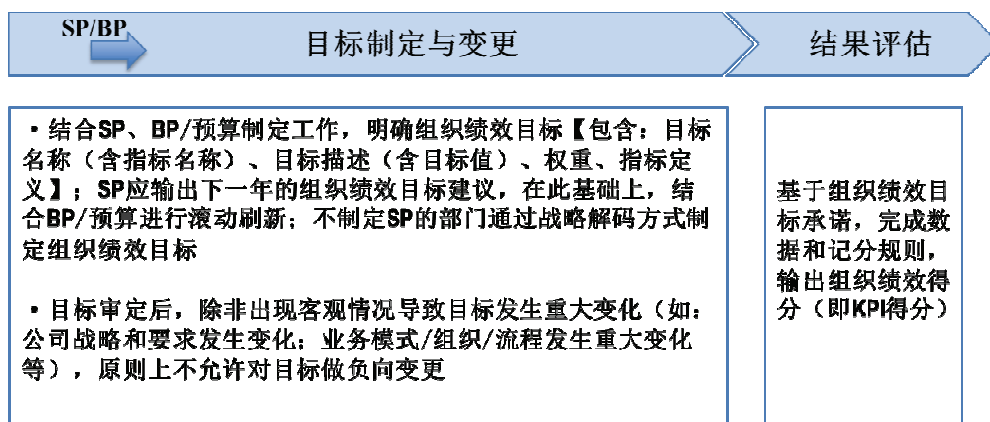 SP/BP
目标制定与变更
结果评估
·结合SP、BP/预算制定工作，明确组织绩效目标【包含：目标
名称（含指标名称）、目标描述（含目标值）、权重、指标定
义】；SP应输出下一年的组织绩效目标建议，在此基础上，结
合BP/预算进行滚动刷新；不制定SP的部门通过战略解码方式制
定组织绩效目标
·目标审定后，除非出现客观情况导致目标发生重大变化（如：
公司战略和要求发生变化；业务模式/组织/流程发生重大变化
等），原则上不允许对目标做负向变更
基于组织绩效目
标承诺，完成数
据和记分规则，
输出组织绩效得
分（即KPI得分）